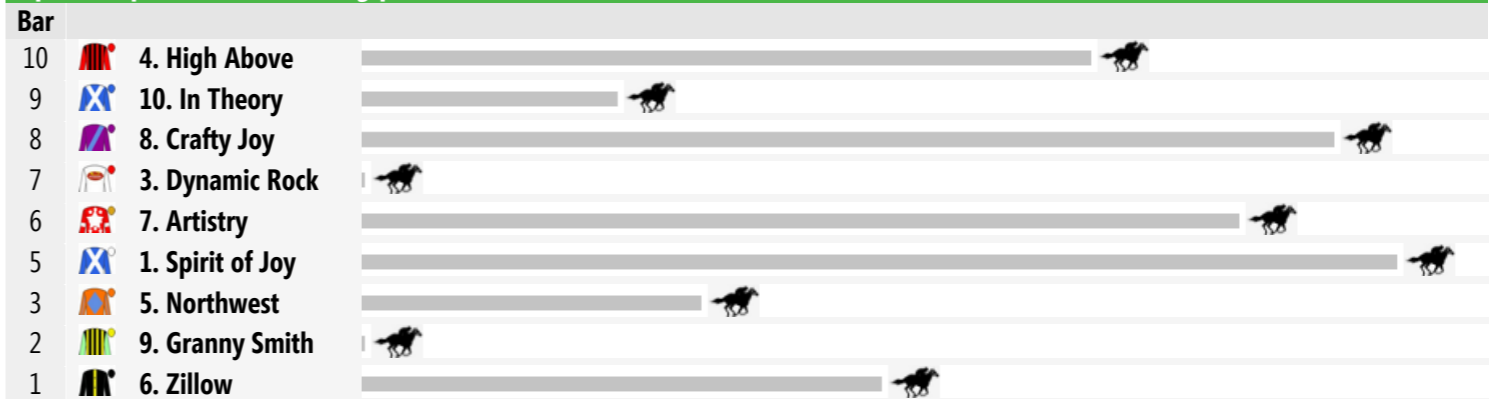 Bar
10 4. High Above
9 10. In Theory
8 8. Crafty Joy
7 3. Dynamic Rock
6 7. Artistry
5 1. Spirit of Joy
3 5. Northwest
2 9. Granny Smith
1 6. Zillow